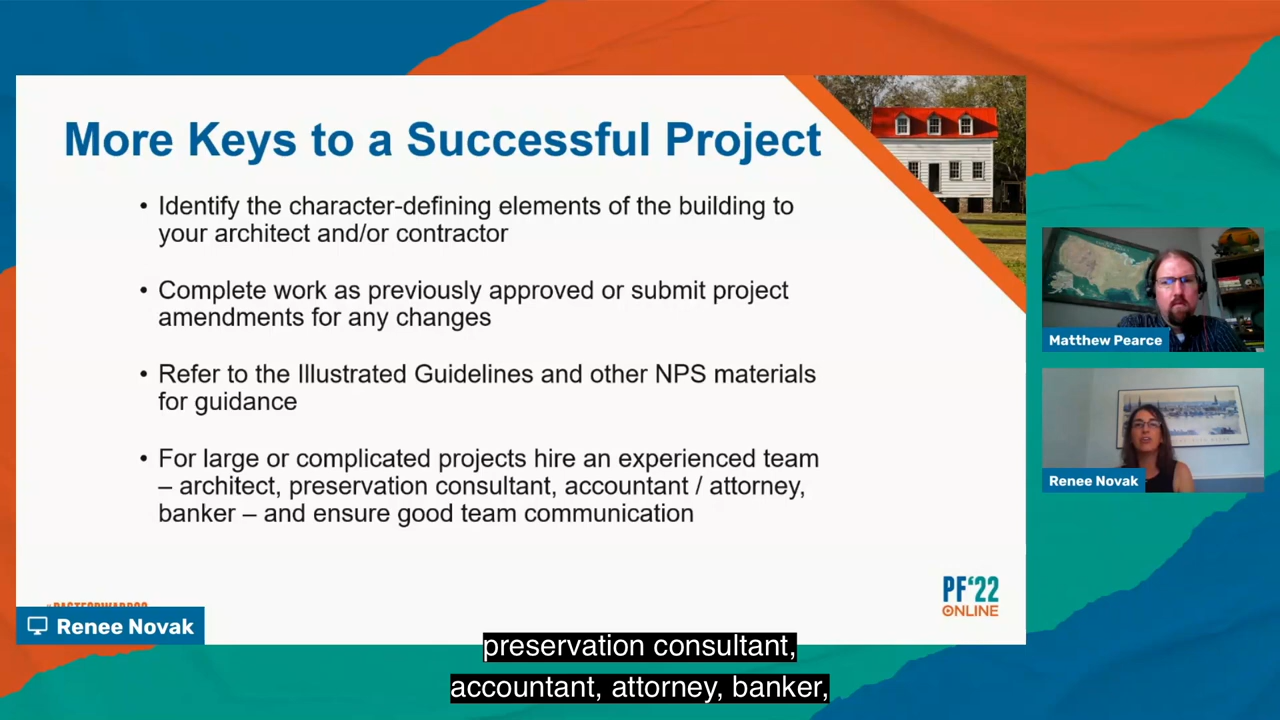 More Keys to a Successful Project
• Identify the character-defining elements of the building to
your architect and/or contractor
• Complete work as previously approved or submit project
amendments for any changes
• Refer to the Illustrated Guidelines and other NPS materials
for guidance
• For large or complicated projects hire an experienced team
– architect, preservation consultant, accountant / attorney,
banker – and ensure good team communication
PF'22
ONLINE
Matthew Pearce
Renee Novak
Renee Novak
preservation consultant,
accountant, attorney, banker,